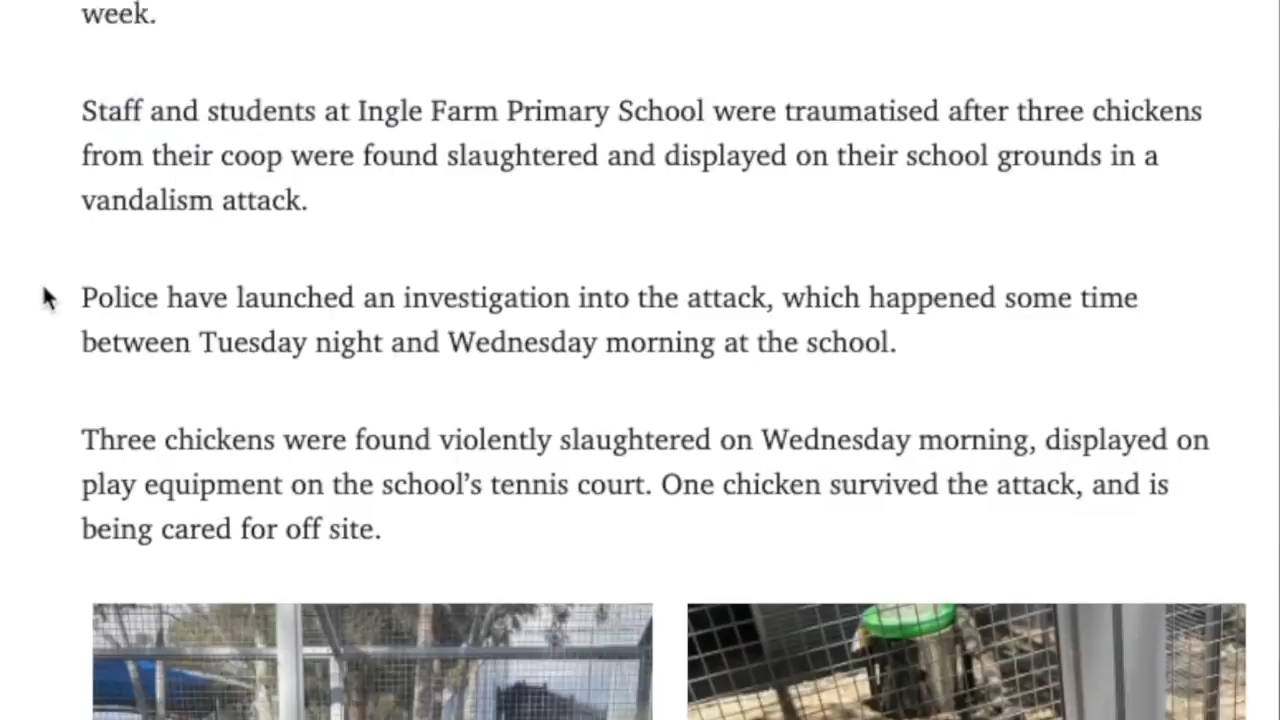 week.
Staff and students at Ingle Farm Primary School were traumatised after three chickens
from their coop were found slaughtered and displayed on their school grounds in a
vandalism attack.
Police have launched an investigation into the attack, which happened some time
between Tuesday night and Wednesday morning at the school.
Three chickens were found violently slaughtered on Wednesday morning, displayed on
play equipment on the school’s tennis court. One chicken survived the attack, and is
being cared for off site.